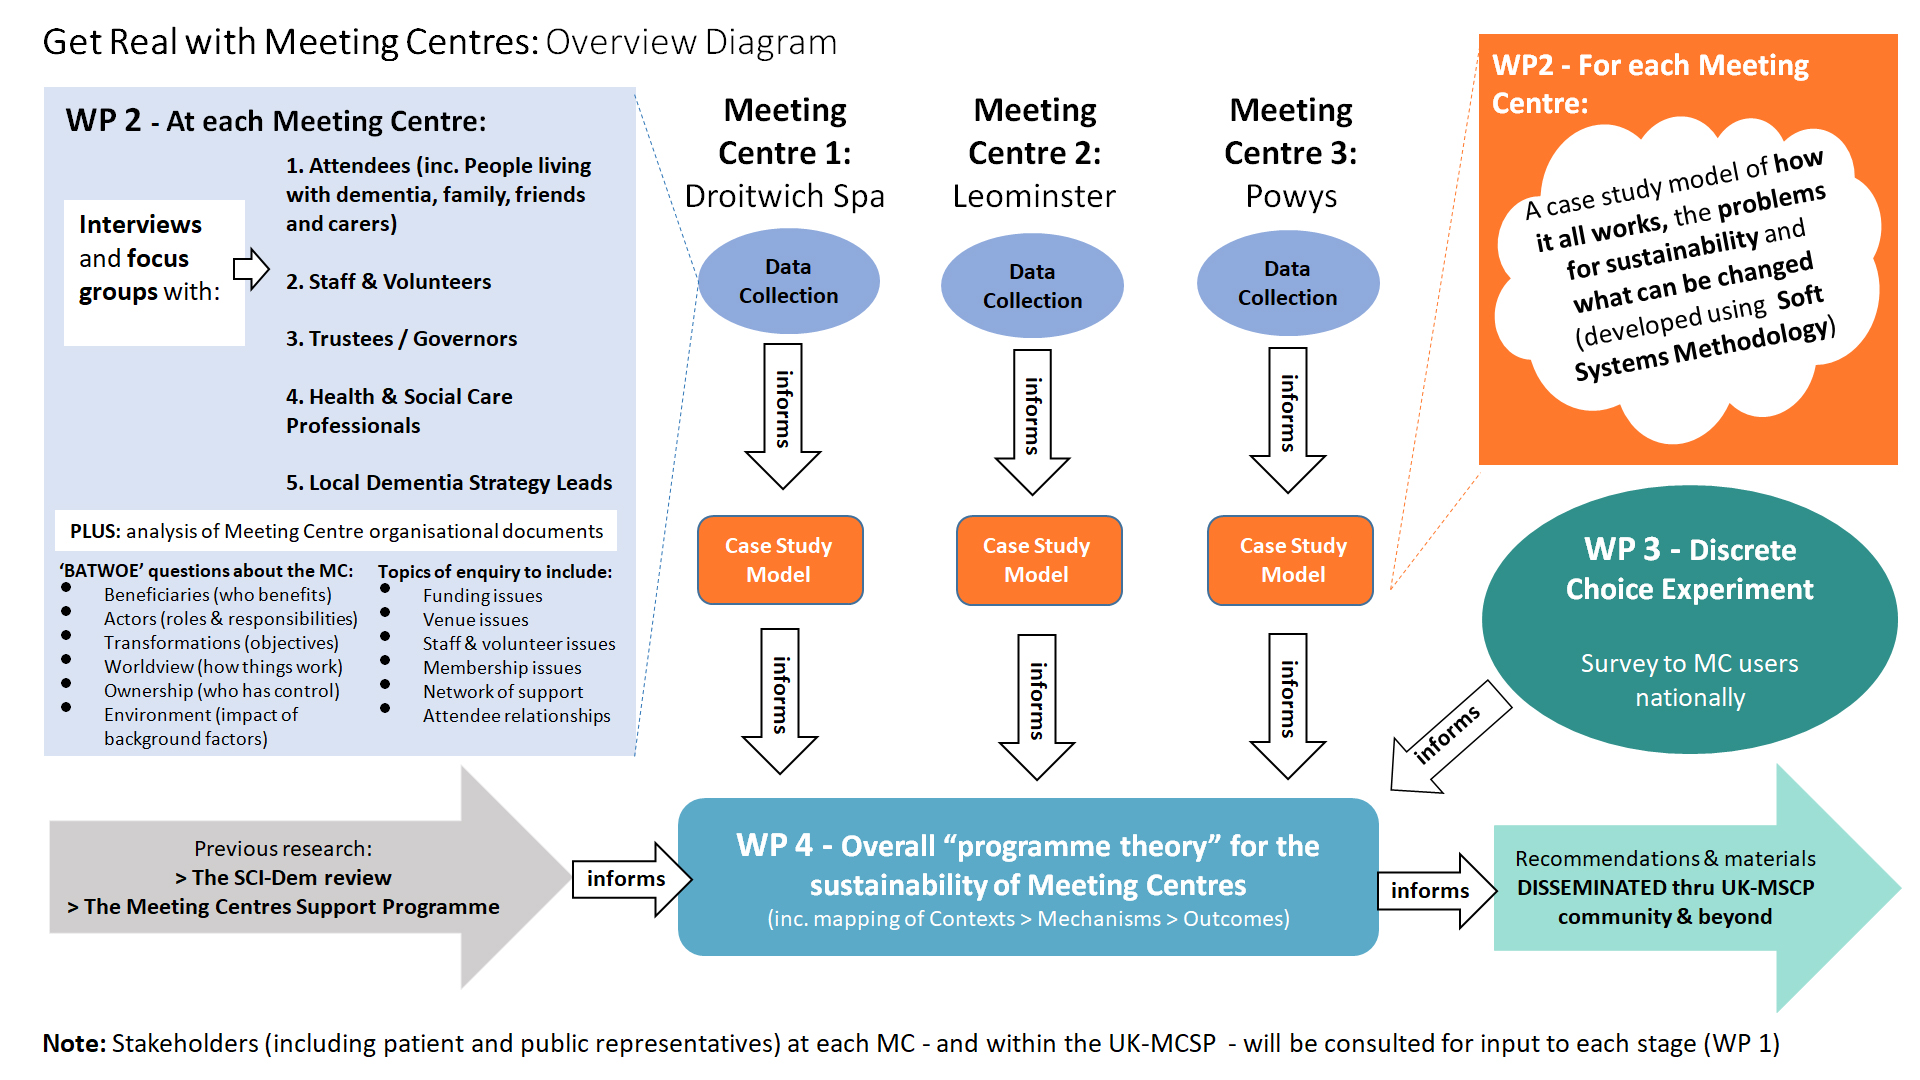 Get Real with Meeting Centres: Overview Diagram
WP 2 - At each Meeting Centre:
Interviews
and focus
groups with:
1. Attendees (inc. People living
with dementia, family, friends
and carers)
2. Staff & Volunteers
3. Trustees / Governors
4. Health & Social Care
Professionals
5. Local Dementia Strategy Leads
PLUS: analysis of Meeting Centre organisational documents
‘BATWOE’ questions about the MC:
Beneficiaries (who benefits)
Actors (roles & responsibilities)
Transformations (objectives)
Worldview (how things work)
Ownership (who has control)
Environment (impact of
background factors)
Topics of enquiry to include:
Funding issues
Venue issues
Staff & volunteer issues
Membership issues
Network of support
Attendee relationships
Meeting
Centre 1:
Droitwich Spa
Data
Collection
informs
Case Study
Model
informs
Meeting
Centre 2:
Leominster
Data
Collection
informs
Case Study
Model
informs
Meeting
Centre 3:
Powys
Data
Collection
informs
Case Study
Model
informs
WP2 - For each Meeting
Centre:
A case study model of how
it all works, the problems
for sustainability and
what can be changed
(developed using Soft
Systems Methodology)
WP 3 - Discrete
Choice Experiment
Survey to MC users
nationally
informs
Previous research:
> The SCI-Dem review
> The Meeting Centres Support Programme
informs
WP 4 - Overall “programme theory” for the
sustainability of Meeting Centres
(inc. mapping of Contexts > Mechanisms > Outcomes)
informs
Recommendations & materials
DISSEMINATED thru UK-MSCP
community & beyond
Note: Stakeholders (including patient and public representatives) at each MC - and within the UK-MCSP - will be consulted for input to each stage (WP 1)